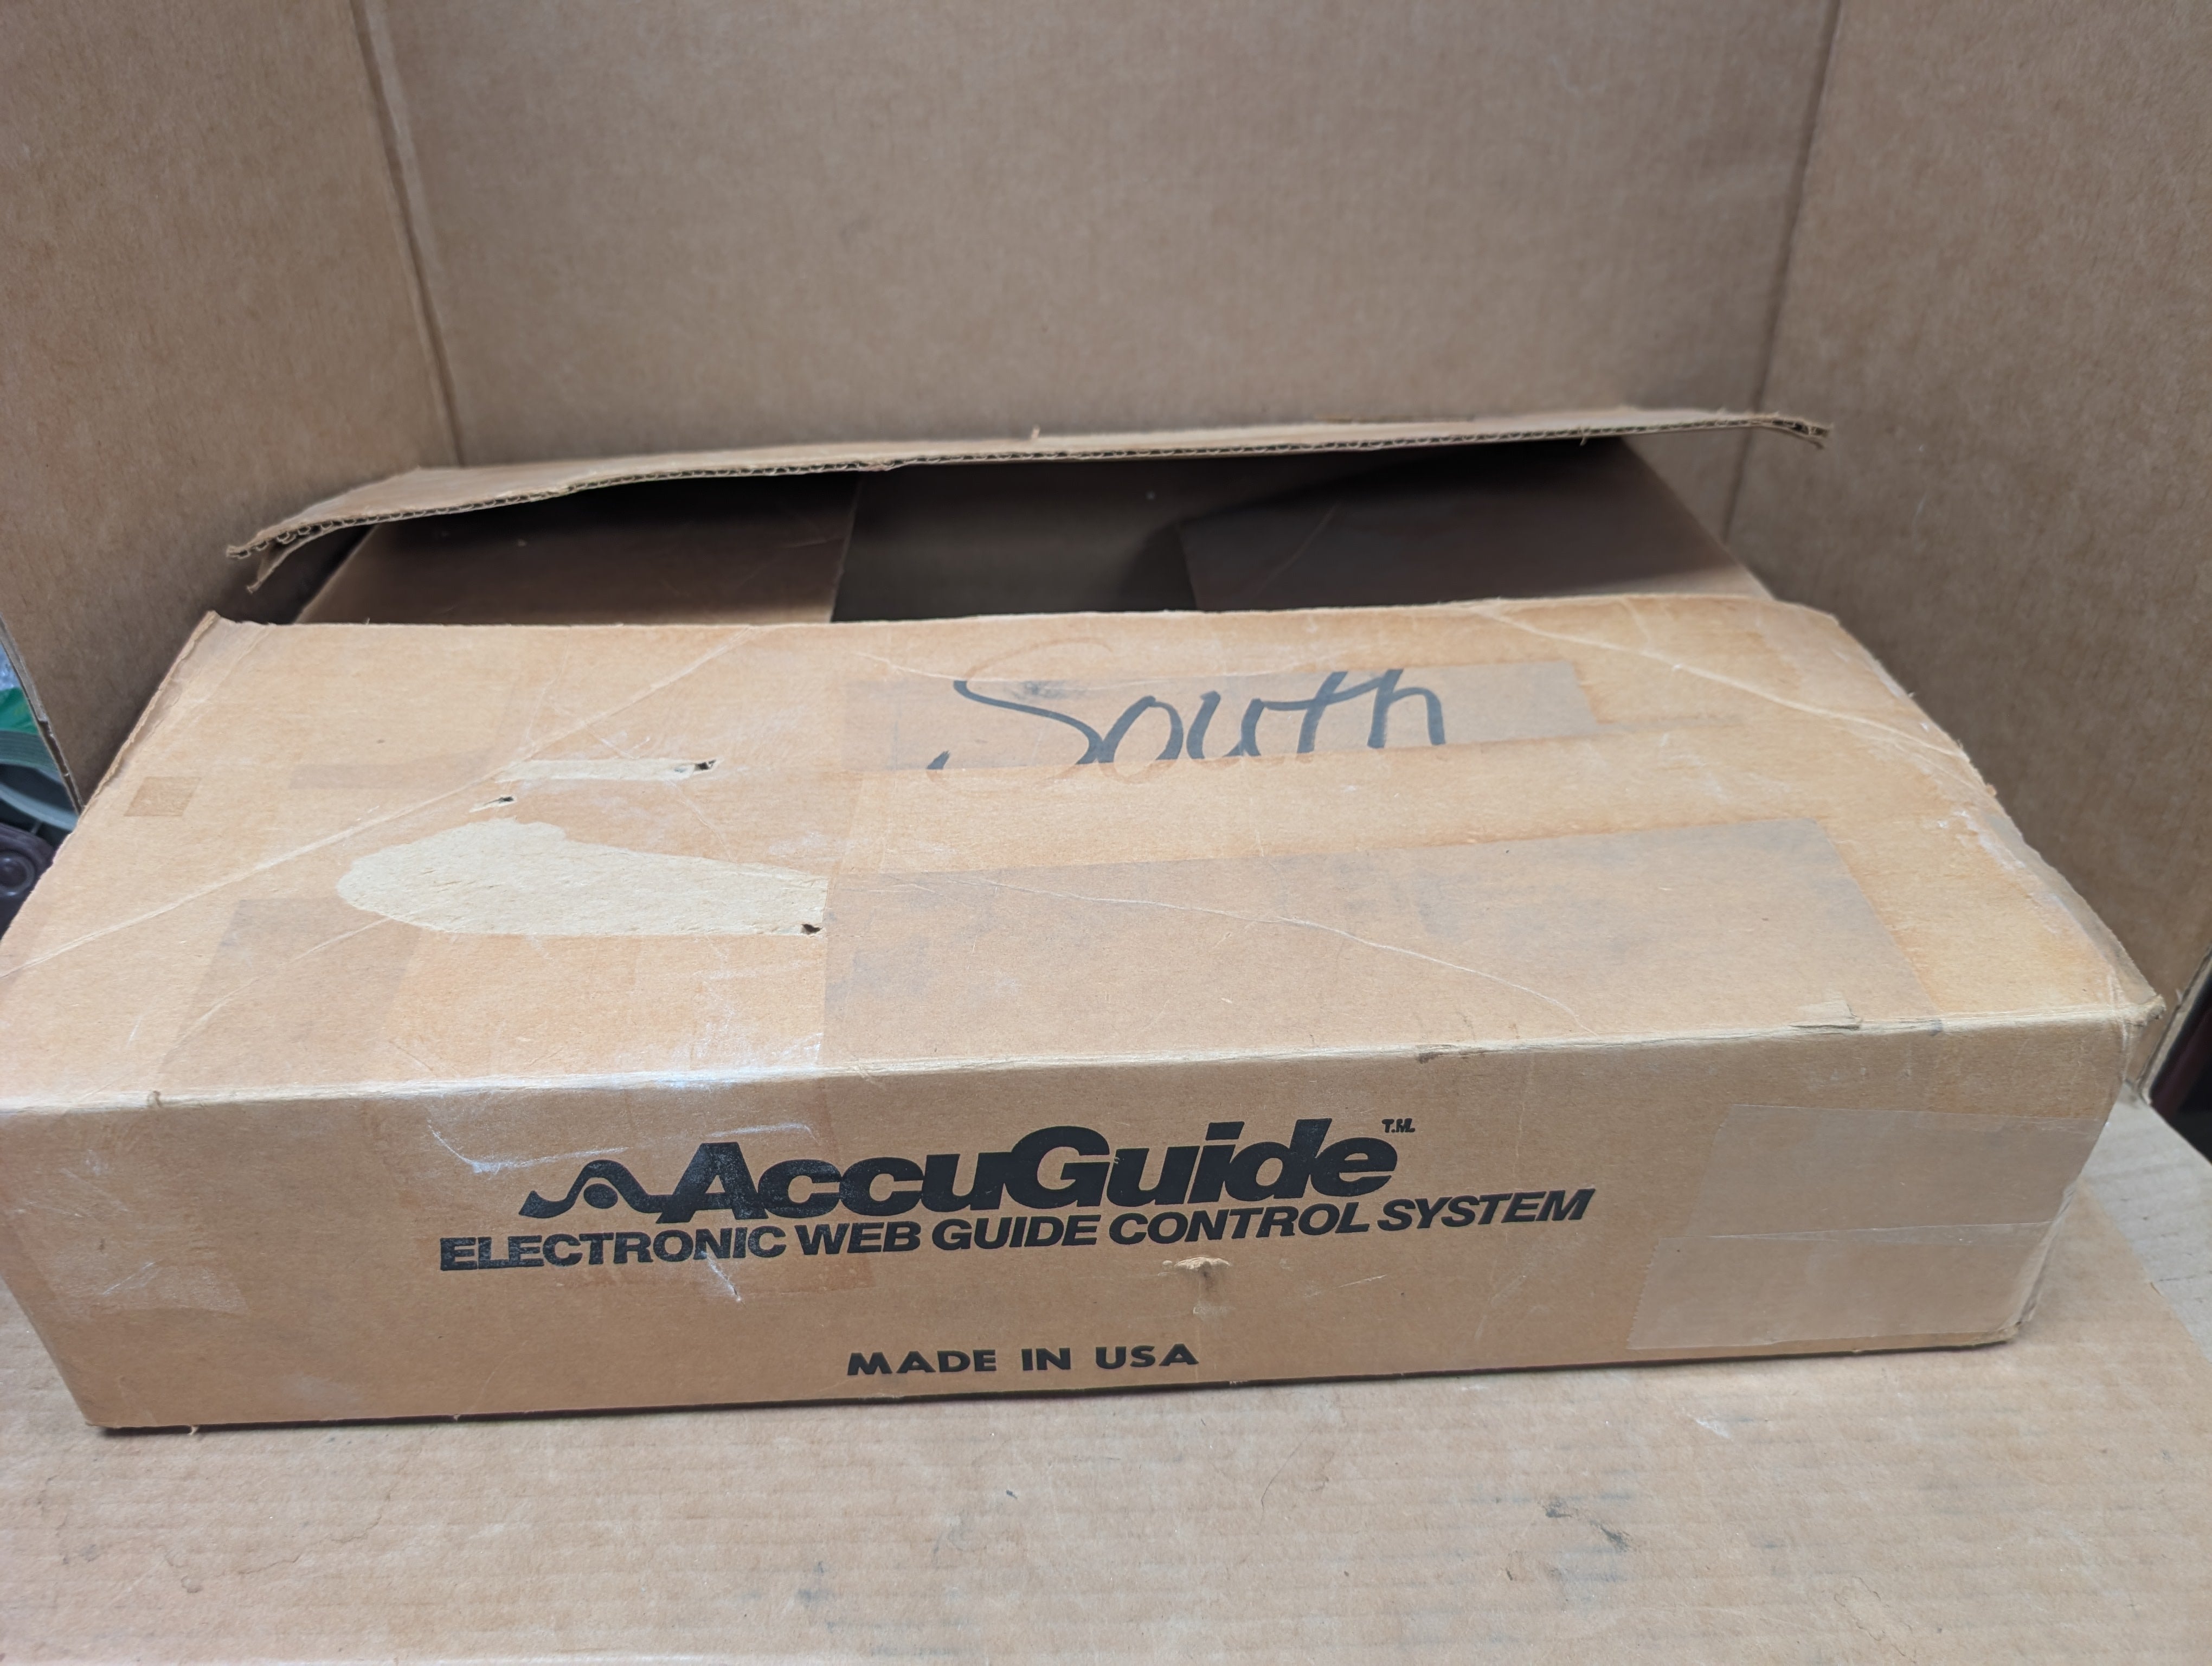 South
AccuGuide T.M.
ELECTRONIC WEB GUIDE CONTROL SYSTEM
MADE IN USA